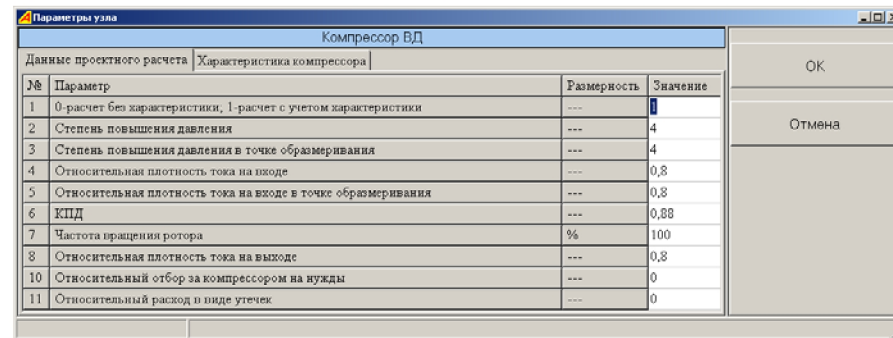 Параметры узла
Компрессор ВД
Данные проектного расчета Характеристика компрессора
№ Параметр Размерность Значение
1 0-расчет без характеристики; 1-расчет с учетом характеристики --- 1
2 Степень повышения давления --- 4
3 Степень повышения давления в точке образмеривания --- 4
4 Относительная плотность тока на входе --- 0,8
5 Относительная плотность тока на входе в точке образмеривания --- 0,8
6 КПД --- 0,88
7 Частота вращения ротора % 100
8 Относительная плотность тока на выходе --- 0,8
10 Относительный отбор за компрессором на нужды --- 0
11 Относительный расход в виде утечек --- 0
OK
Отмена